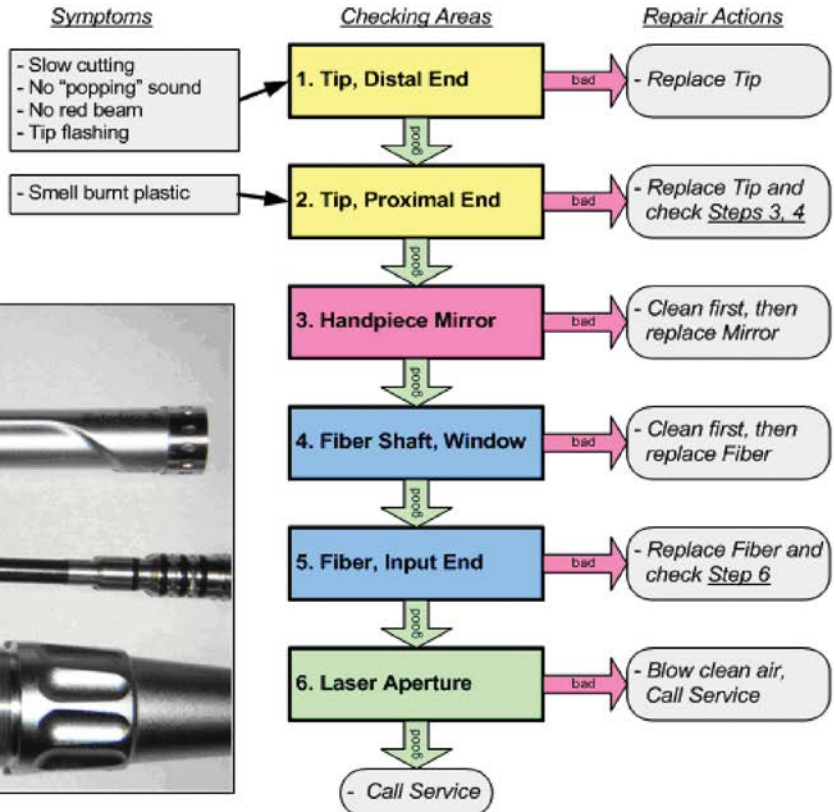 Symptoms
Checking Areas
Repair Actions
- Slow cutting
- No "popping" sound
- No red beam
- Tip flashing
1. Tip, Distal End
bad
- Replace Tip
good
- Smell burnt plastic
2. Tip, Proximal End
bad
- Replace Tip and
check Steps 3, 4
good
3. Handpiece Mirror
bad
- Clean first, then
replace Mirror
good
4. Fiber Shaft, Window
bad
- Clean first, then
replace Fiber
good
5. Fiber, Input End
bad
- Replace Fiber and
check Step 6
good
6. Laser Aperture
bad
- Blow clean air,
Call Service
good
- Call Service